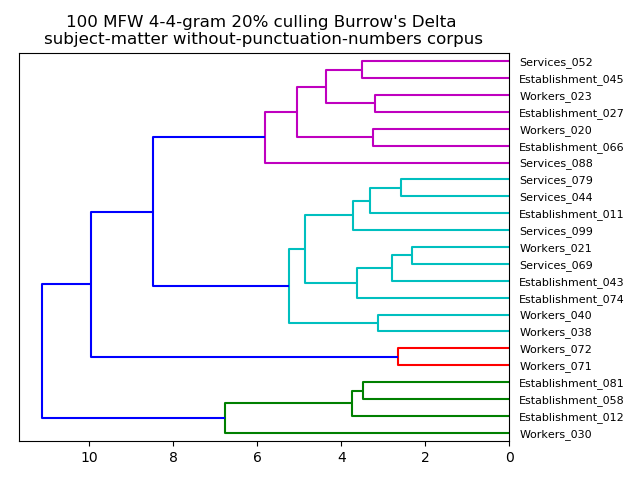 100 MFW 4-4-gram 20% culling Burrow's Delta
subject-matter without-punctuation-numbers corpus
Services_052
Establishment_045
Workers_023
Establishment_027
Workers_020
Establishment_066
Services_088
Services_079
Services_044
Establishment_011
Services_099
Workers_021
Services_069
Establishment_043
Establishment_074
Workers_040
Workers_038
Workers_072
Workers_071
Establishment_081
Establishment_058
Establishment_012
Workers_030
10 8 6 4 2 0